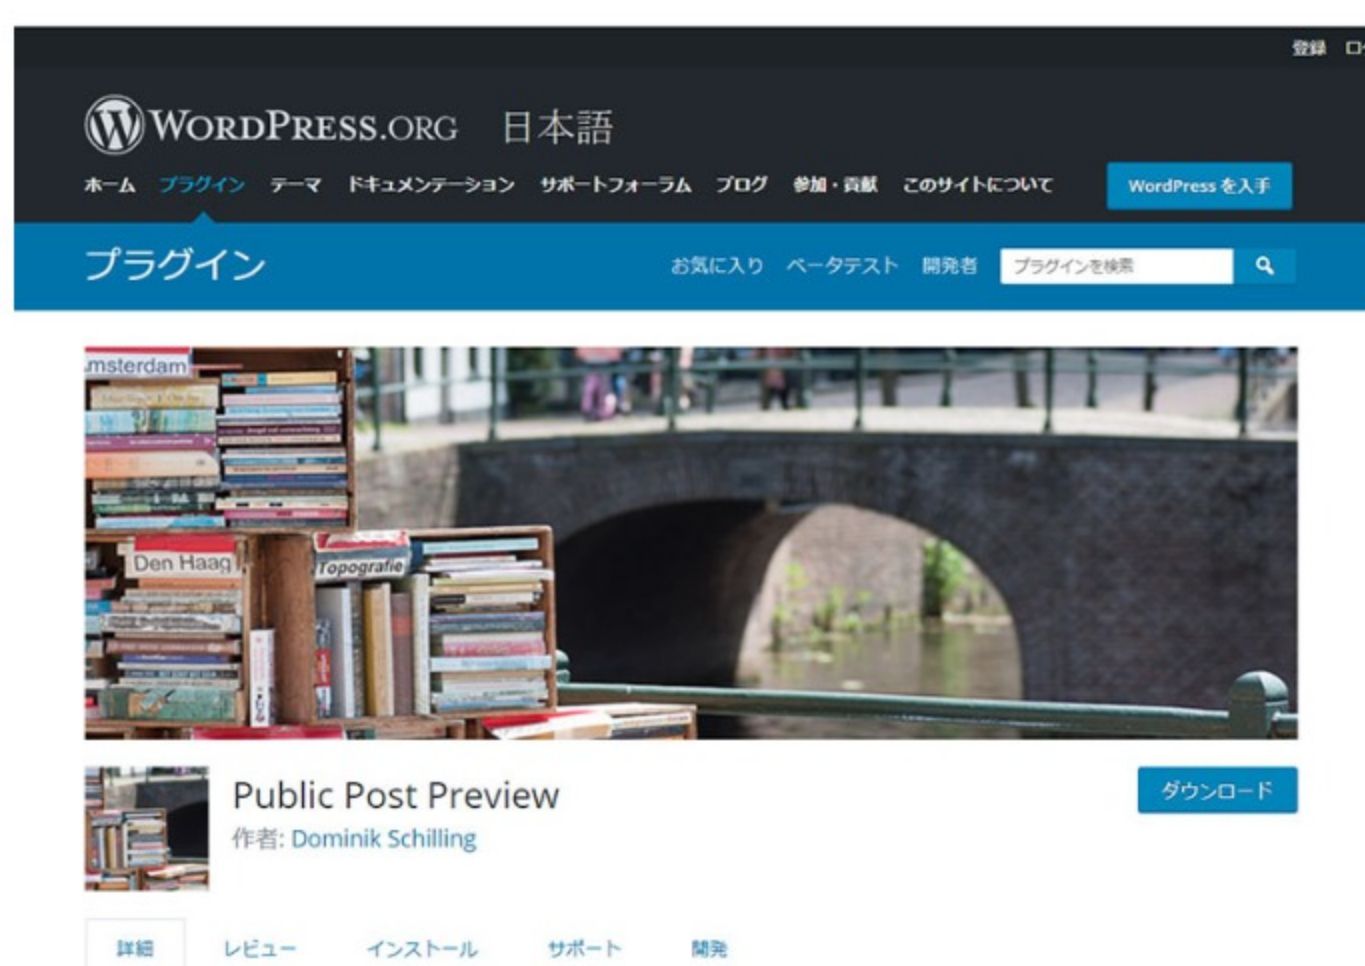 登録
WORDPRESS.ORG 日本語
ホーム プラグイン テーマ ドキュメンテーション サポートフォーラム ブログ 参加・貢献 このサイトについて WordPress を入手
プラグイン お気に入り ベータテスト 開発者 プラグインを検索
msterdam
Den Haag
Topografie
Public Post Preview
ダウンロード
作者: Dominik Schilling
詳細 レビュー インストール サポート 開発